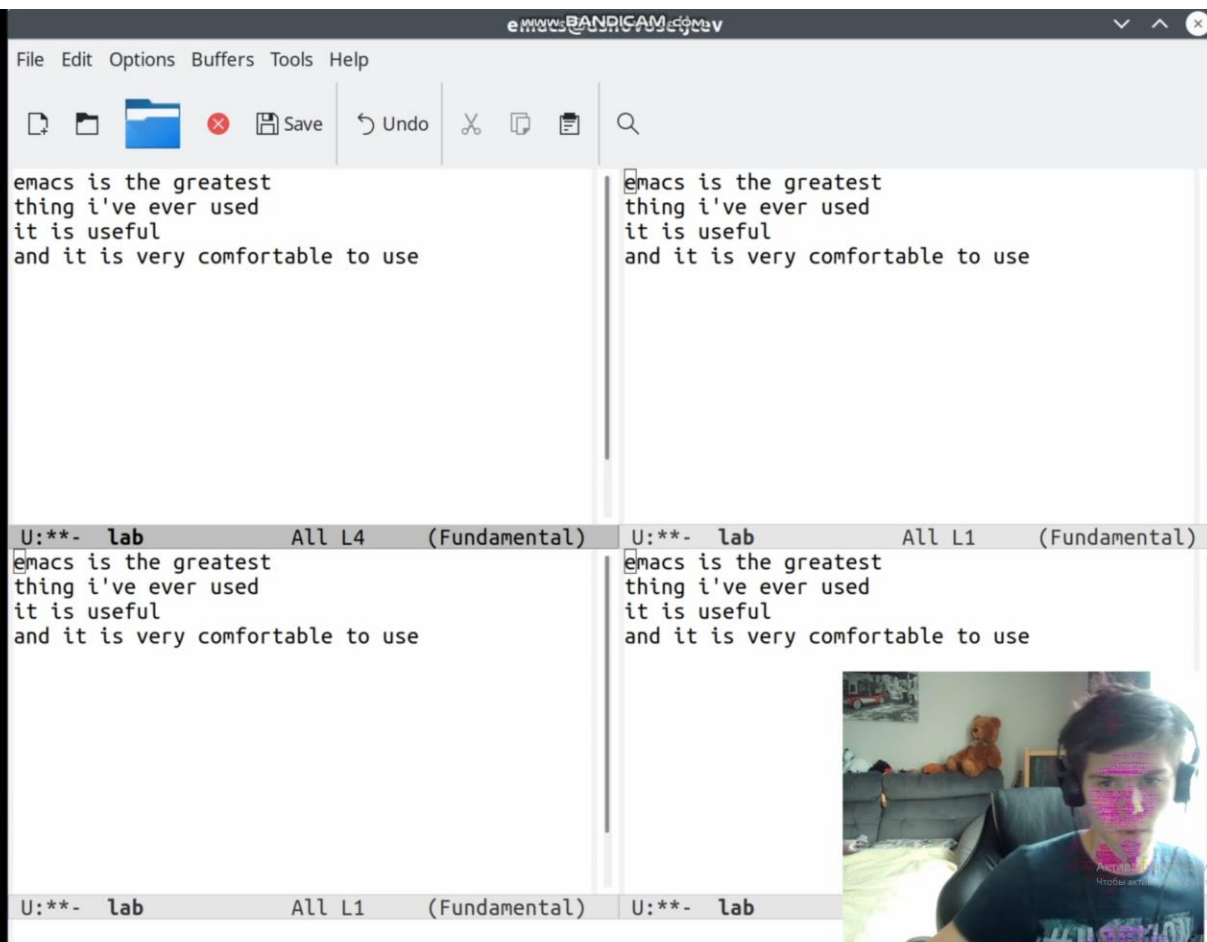 www.BANDICAM.com
File Edit Options Buffers Tools Help
Save Undo
emacs is the greatest
thing i've ever used
it is useful
and it is very comfortable to use
U:**- lab All L4 (Fundamental)
emacs is the greatest
thing i've ever used
it is useful
and it is very comfortable to use
U:**- lab All L1 (Fundamental)
emacs is the greatest
thing i've ever used
it is useful
and it is very comfortable to use
U:**- lab All L1 (Fundamental)
emacs is the greatest
thing i've ever used
it is useful
and it is very comfortable to use
U:**- lab
Чтобы